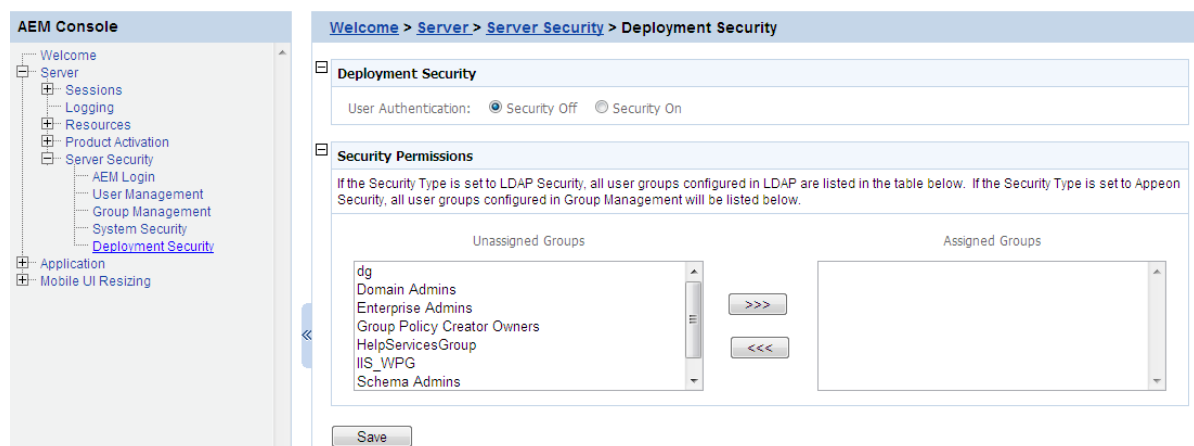 AEM Console
Welcome
Server
Sessions
Logging
Resources
Product Activation
Server Security
AEM Login
User Management
Group Management
System Security
Deployment Security
Application
Mobile UI Resizing
«
Welcome > Server > Server Security > Deployment Security
Deployment Security
User Authentication: Security Off Security On
Security Permissions
If the Security Type is set to LDAP Security, all user groups configured in LDAP are listed in the table below. If the Security Type is set to Appeon
Security, all user groups configured in Group Management will be listed below.
Unassigned Groups
Assigned Groups
dg
Domain Admins
Enterprise Admins
Group Policy Creator Owners
HelpServicesGroup
IIS_WPG
Schema Admins
>>>
<<<
Save